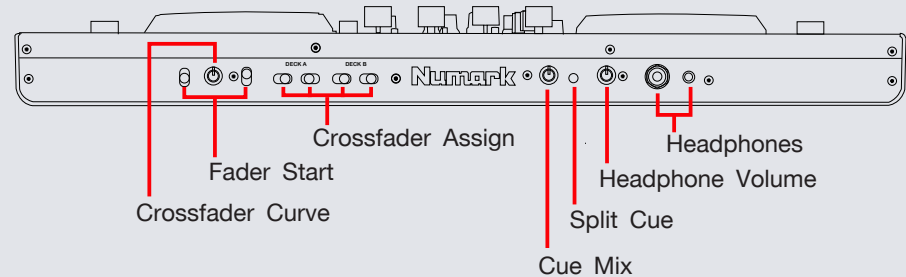 DECK A DECK B
Numark
Crossfader Assign
Headphones
Fader Start
Headphone Volume
Crossfader Curve
Split Cue
Cue Mix